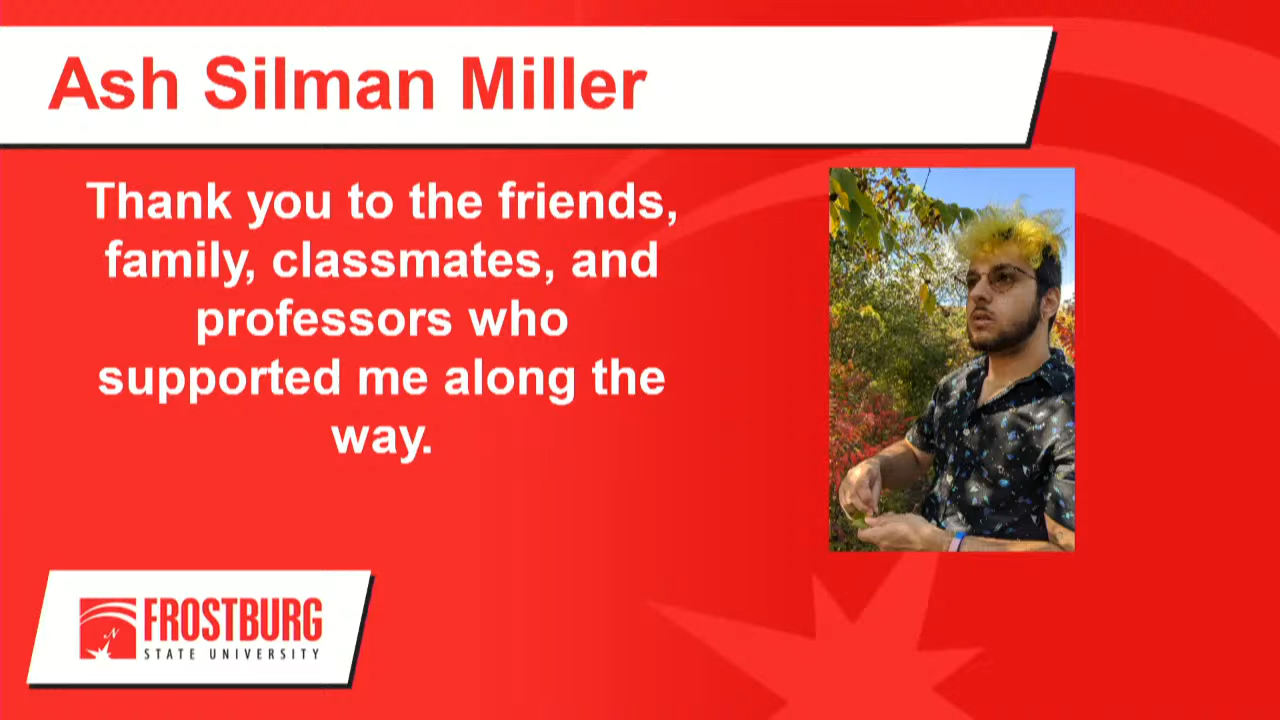 Ash Silman Miller
Thank you to the friends,
family, classmates, and
professors who
supported me along the
way.
FROSTBURG
STATE UNIVERSITY